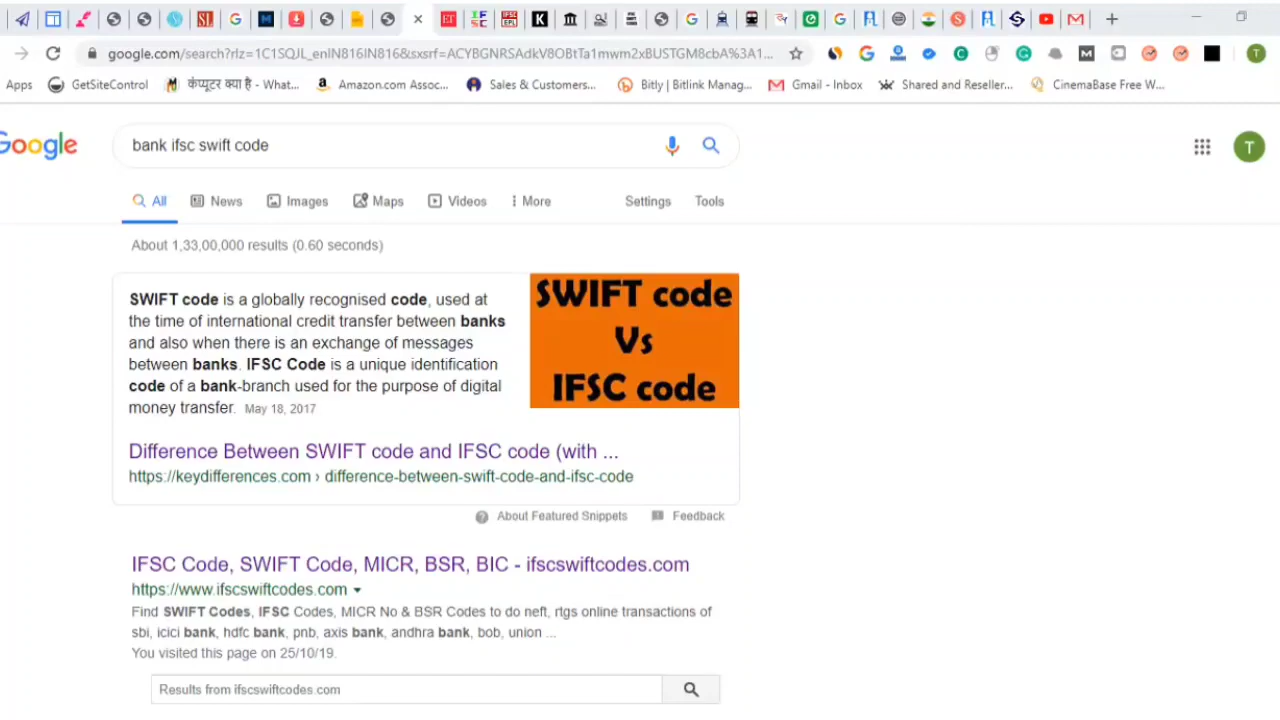 google.com/search?rlz=1C1SQJL_enIN816IN816&sxsrf=ACYBGNRSAdkV8OBtTa1mwm2xBUSTGM8cbA%3A1...
Apps GetSiteControl कंप्यूटर क्या है - What... Amazon.com Assoc... Sales & Customers... Bitly | Bitlink Manag... Gmail - Inbox Shared and Reseller... CinemaBase Free W...
Google bank ifsc swift code T
All News Images Maps Videos More Settings Tools
About 1,33,00,000 results (0.60 seconds)
SWIFT code is a globally recognised code, used at
the time of international credit transfer between banks
and also when there is an exchange of messages
between banks. IFSC Code is a unique identification
code of a bank-branch used for the purpose of digital
money transfer. May 18, 2017
SWIFT code
Vs
IFSC code
Difference Between SWIFT code and IFSC code (with ...
https://keydifferences.com › difference-between-swift-code-and-ifsc-code
About Featured Snippets Feedback
IFSC Code, SWIFT Code, MICR, BSR, BIC - ifscswiftcodes.com
https://www.ifscswiftcodes.com
Find SWIFT Codes, IFSC Codes, MICR No & BSR Codes to do neft, rtgs online transactions of
sbi, icici bank, hdfc bank, pnb, axis bank, andhra bank, bob, union ...
You visited this page on 25/10/19.
Results from ifscswiftcodes.com